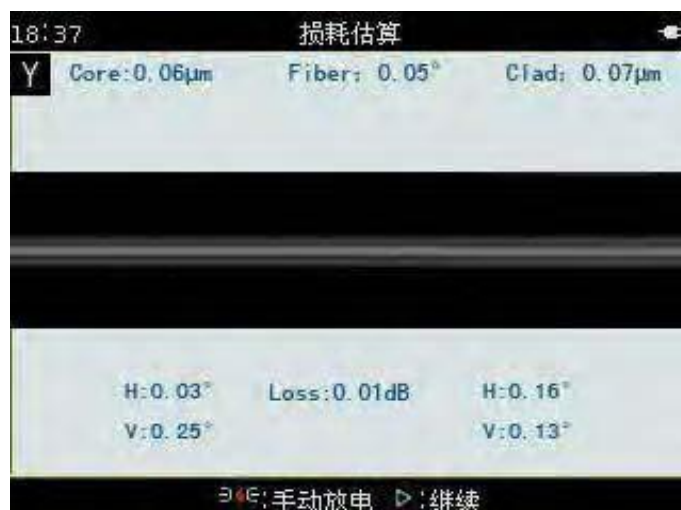 18:37 损耗估算
Y Core:0.06μm Fiber: 0.05° Clad: 0.07μm
H:0.03° Loss:0.01dB H:0.16°
V:0.25° V:0.13°
:手动放电 ▷:继续